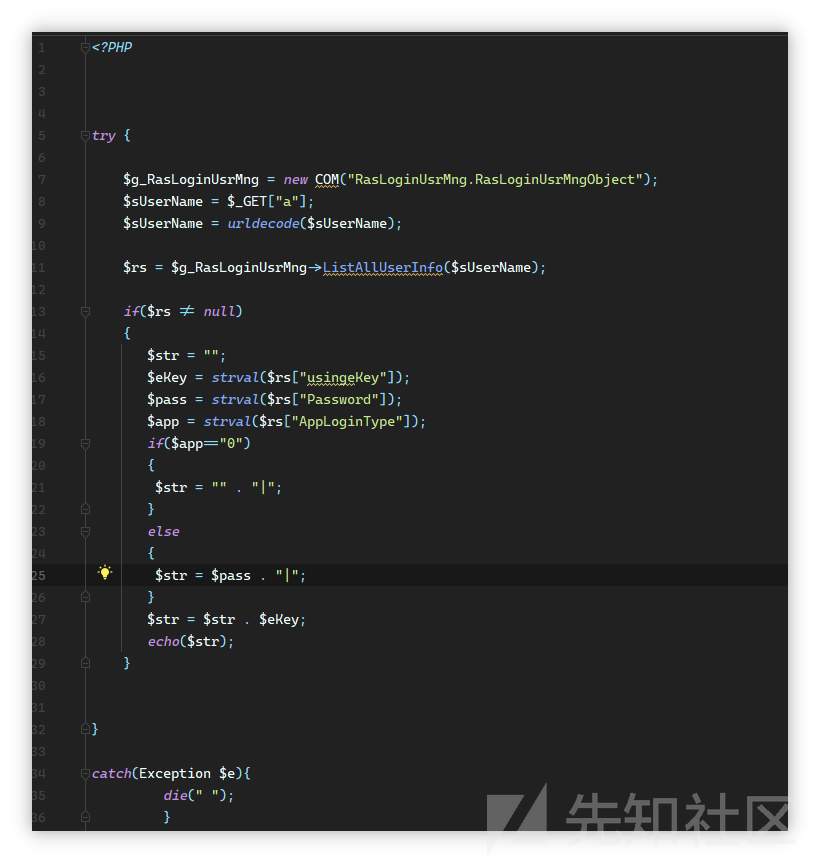 1 <?PHP
2
3
4
5 try {
6
7 $g_RasLoginUsrMng = new COM("RasLoginUsrMng.RasLoginUsrMngObject");
8 $sUserName = $_GET["a"];
9 $sUserName = urldecode($sUserName);
10
11 $rs = $g_RasLoginUsrMng->ListAllUserInfo($sUserName);
12
13 if($rs != null)
14 {
15 $str = "";
16 $eKey = strval($rs["usingeKey"]);
17 $pass = strval($rs["Password"]);
18 $app = strval($rs["AppLoginType"]);
19 if($app=="0")
20 {
21 $str = "" . "|";
22 }
23 else
24 {
25 $str = $pass . "|";
26 }
27 $str = $str . $eKey;
28 echo($str);
29 }
30
31
32 }
33
34 catch(Exception $e){
35 die(" ");
36 }
先知社区